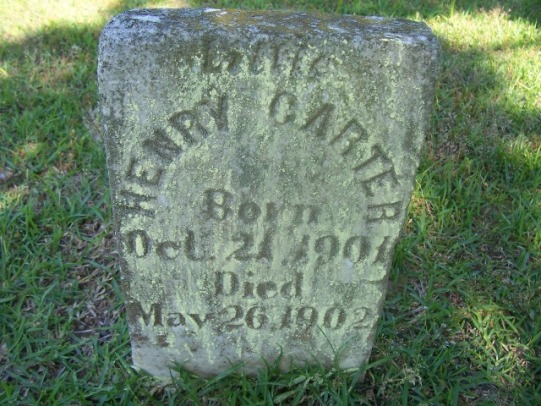 Little
HENRY CARTER
Born
Oct. 21, 1901
Died
May 26, 1902